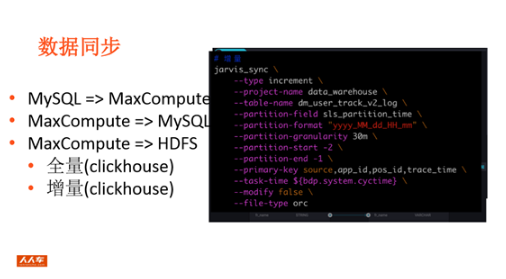 数据同步
MySQL => MaxCompute
MaxCompute => MySQL
MaxCompute => HDFS
全量(clickhouse)
增量(clickhouse)
# 增量
jarvis_sync \
--type increment \
--project-name data_warehouse \
--table-name dm_user_track_v2_log \
--partition-field sls_partition_time \
--partition-format "yyyy_MM_dd_HH_mm" \
--partition-granularity 30m \
--partition-start -2 \
--partition-end -1 \
--primary-key source,app_id,pos_id,trace_time \
--task-time ${bdp.system.cyctime} \
--modify false \
--file-type orc
人人车